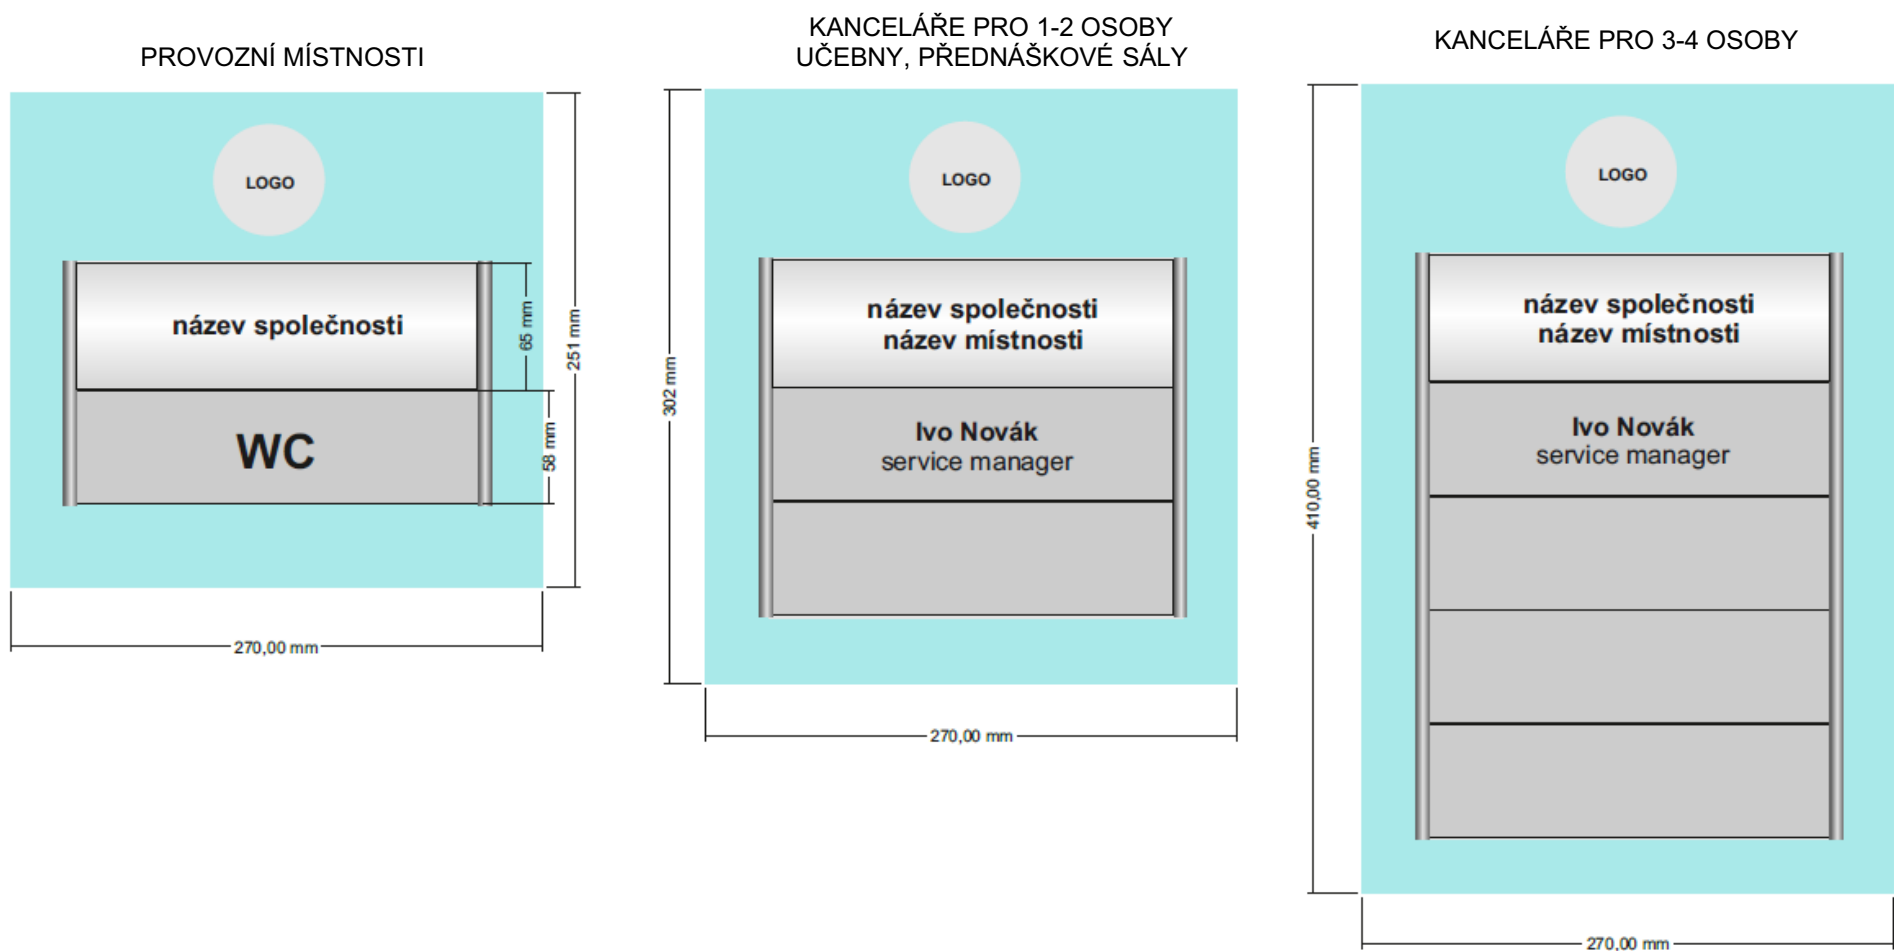 PROVOZNÍ MÍSTNOSTI
LOGO
název společnosti
WC
65 mm
58 mm
251 mm
270,00 mm
KANCELÁŘE PRO 1-2 OSOBY
UČEBNY, PŘEDNÁŠKOVÉ SÁLY
LOGO
název společnosti
název místnosti
Ivo Novák
service manager
302 mm
270,00 mm
KANCELÁŘE PRO 3-4 OSOBY
LOGO
název společnosti
název místnosti
Ivo Novák
service manager
410,00 mm
270,00 mm